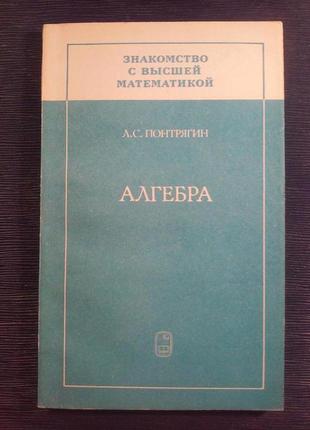 ЗНАКОМСТВО
С ВЫСШЕЙ
МАТЕМАТИКОЙ
Л.С. ПОНТРЯГИН
АЛГЕБРА